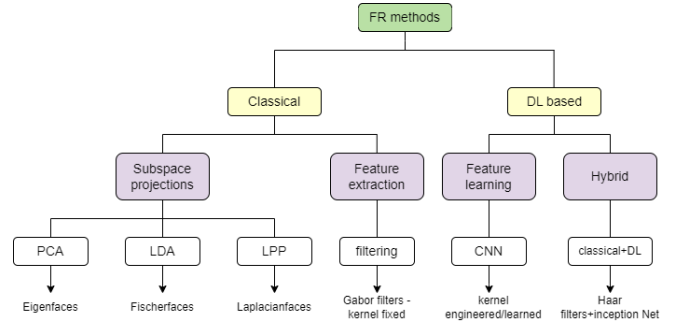 FR methods
Classical
DL based
Subspace
projections
Feature
extraction
Feature
learning
Hybrid
PCA
LDA
LPP
filtering
CNN
classical+DL
Eigenfaces
Fischerfaces
Laplacianfaces
Gabor filters -
kernel fixed
kernel
engineered/learned
Haar
filters+inception Net